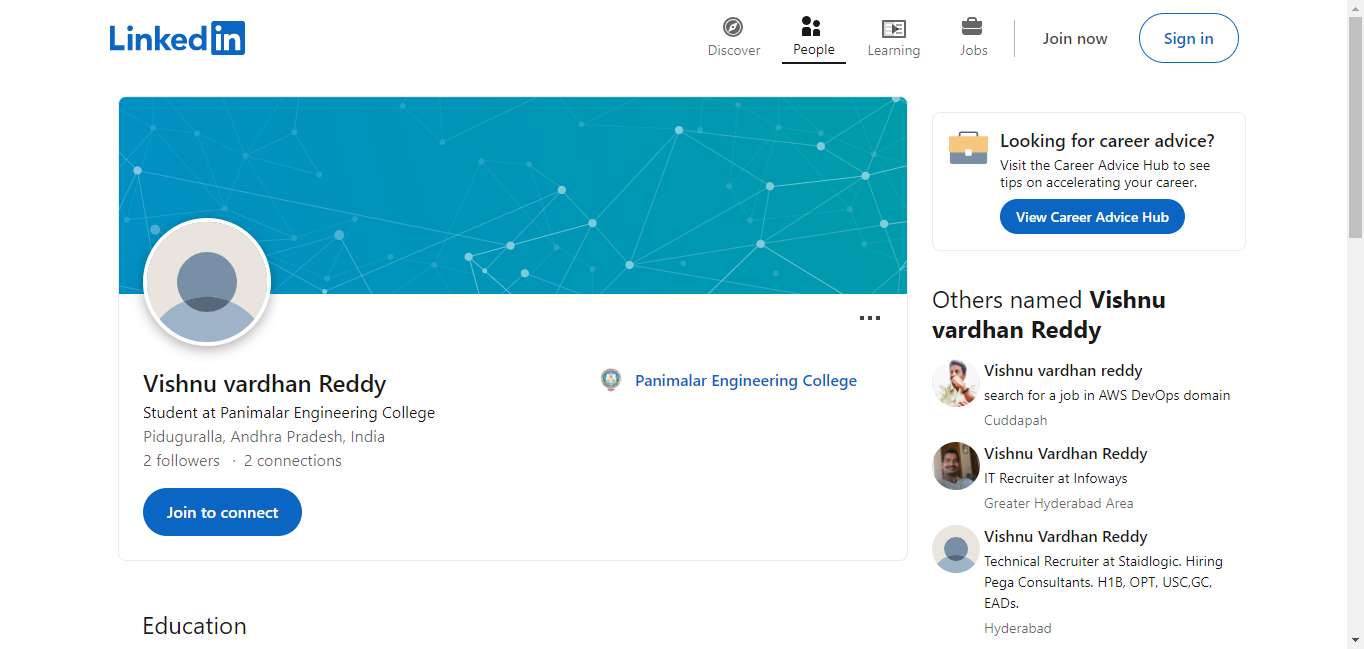 Linked in
Discover
People
Learning
Jobs
Join now
Sign in
Vishnu vardhan Reddy
Student at Panimalar Engineering College
Piduguralla, Andhra Pradesh, India
2 followers · 2 connections
Join to connect
Panimalar Engineering College
Education
Looking for career advice?
Visit the Career Advice Hub to see
tips on accelerating your career.
View Career Advice Hub
Others named Vishnu
vardhan Reddy
Vishnu vardhan reddy
search for a job in AWS DevOps domain
Cuddapah
Vishnu Vardhan Reddy
IT Recruiter at Infoways
Greater Hyderabad Area
Vishnu Vardhan Reddy
Technical Recruiter at Staidlogic. Hiring
Pega Consultants. H1B, OPT, USC,GC,
EADs.
Hyderabad